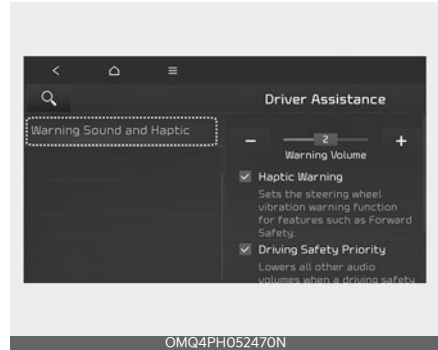 Driver Assistance
Warning Sound and Haptic
2
Warning Volume
Haptic Warning
Sets the steering wheel
vibration warning function
for features such as Forward
Safety.
Driving Safety Priority
Lowers all other audio
volumes when a driving safety
OMQ4PH052470N